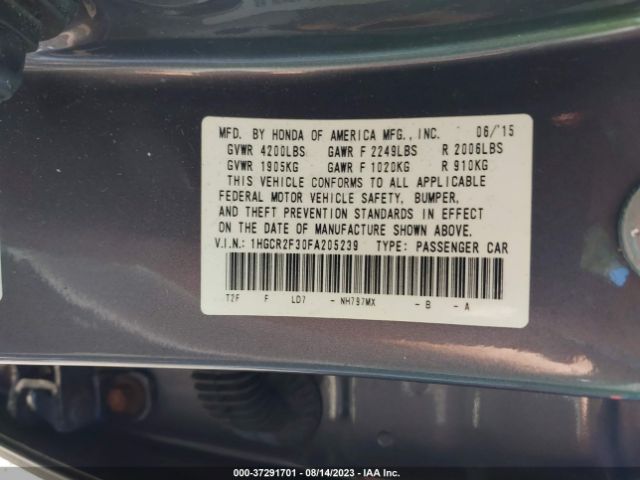 MFD. BY HONDA OF AMERICA MFG., INC. 06/'15
GVWR 4200LBS GAWR F 2249LBS R 2006LBS
GVWR 1905KG GAWR F 1020KG R 910KG
THIS VEHICLE CONFORMS TO ALL APPLICABLE
FEDERAL MOTOR VEHICLE SAFETY, BUMPER,
AND THEFT PREVENTION STANDARDS IN EFFECT
ON THE DATE OF MANUFACTURE SHOWN ABOVE.
V.I.N.: 1HGCR2F30FA205239 TYPE: PASSENGER CAR
T2F F LD7 - NH797MX - B - A
000-37291701 - 08/14/2023 - IAA Inc.